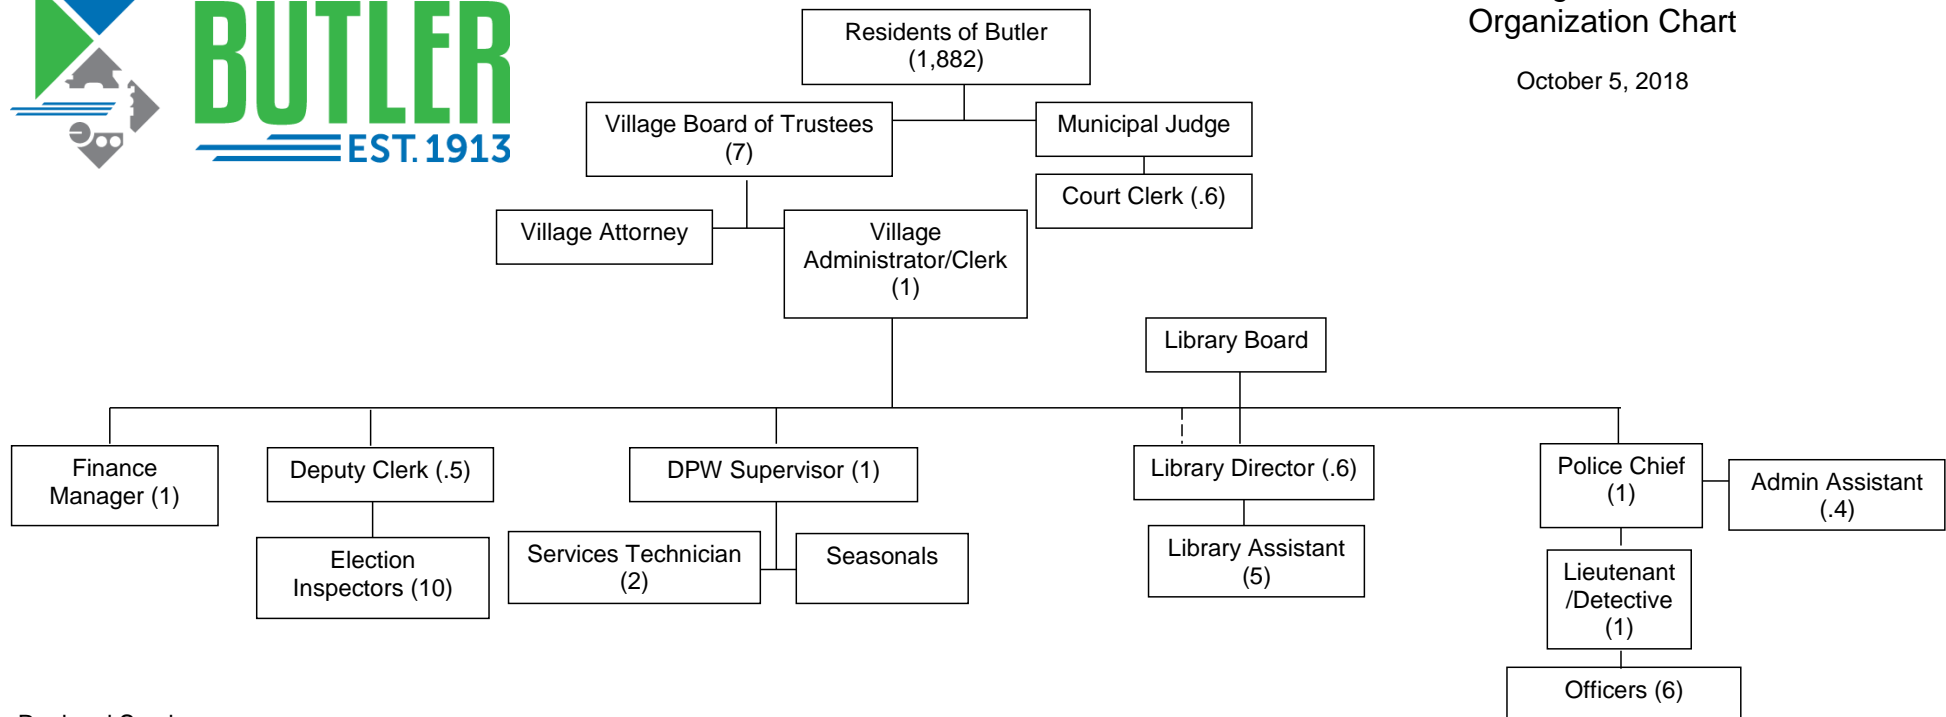 BUTLER
EST. 1913
Organization Chart
October 5, 2018
Residents of Butler
(1,882)
Village Board of Trustees
(7)
Municipal Judge
Court Clerk (.6)
Village Attorney
Village
Administrator/Clerk
(1)
Library Board
Finance
Manager (1)
Deputy Clerk (.5)
DPW Supervisor (1)
Library Director (.6)
Police Chief
(1)
Admin Assistant
(.4)
Election
Inspectors (10)
Services Technician
(2)
Seasonals
Library Assistant
(5)
Lieutenant
/Detective
(1)
Officers (6)